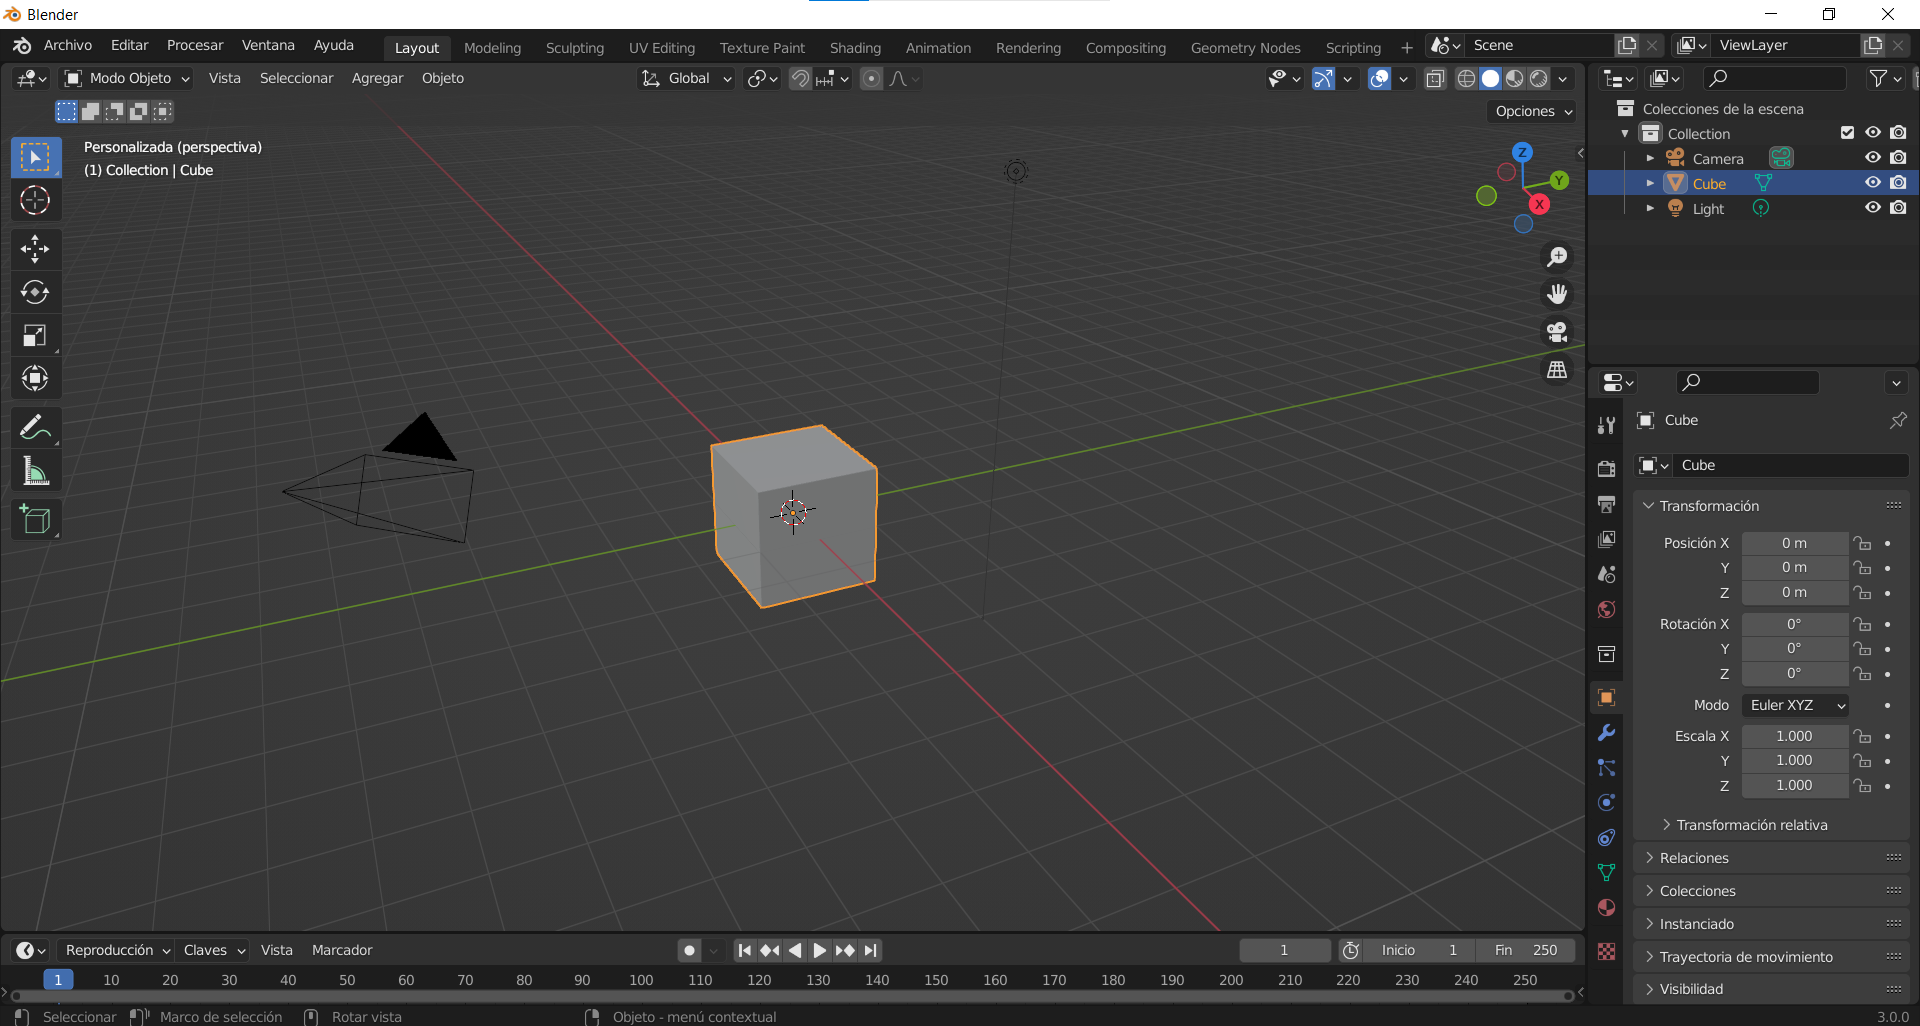 Blender
Archivo Editar Procesar Ventana Ayuda Layout Modeling Sculpting UV Editing Texture Paint Shading Animation Rendering Compositing Geometry Nodes Scripting + Scene ViewLayer
Modo Objeto Vista Seleccionar Agregar Objeto Global
Opciones
Personalizada (perspectiva)
(1) Collection | Cube
Z
Y
X
Colecciones de la escena
Collection
Camera
Cube
Light
Cube
Cube
Transformación
Posición X 0 m
Y 0 m
Z 0 m
Rotación X 0°
Y 0°
Z 0°
Modo Euler XYZ
Escala X 1.000
Y 1.000
Z 1.000
Transformación relativa
Relaciones
Colecciones
Instanciado
Trayectoria de movimiento
Visibilidad
Reproducción Claves Vista Marcador 1 Inicio 1 Fin 250
1 10 20 30 40 50 60 70 80 90 100 110 120 130 140 150 160 170 180 190 200 210 220 230 240 250
Seleccionar Marco de selección Rotar vista Objeto - menú contextual 3.0.0